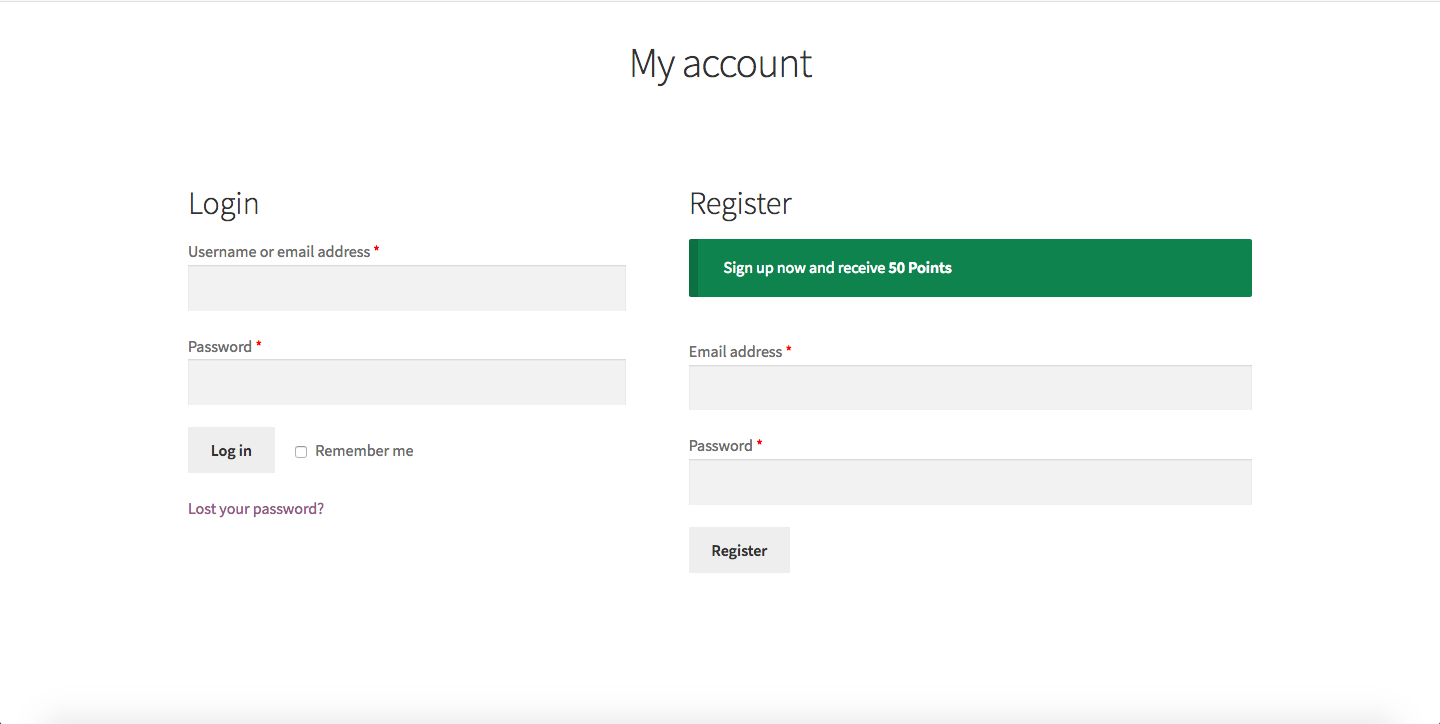 My account
Login
Username or email address *
Password *
Log in
Remember me
Lost your password?
Register
Sign up now and receive 50 Points
Email address *
Password *
Register